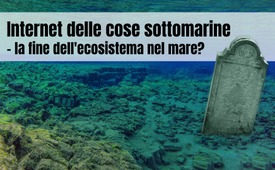 Internet delle cose sottomarine
- la fine dell'ecosistema nel mare?